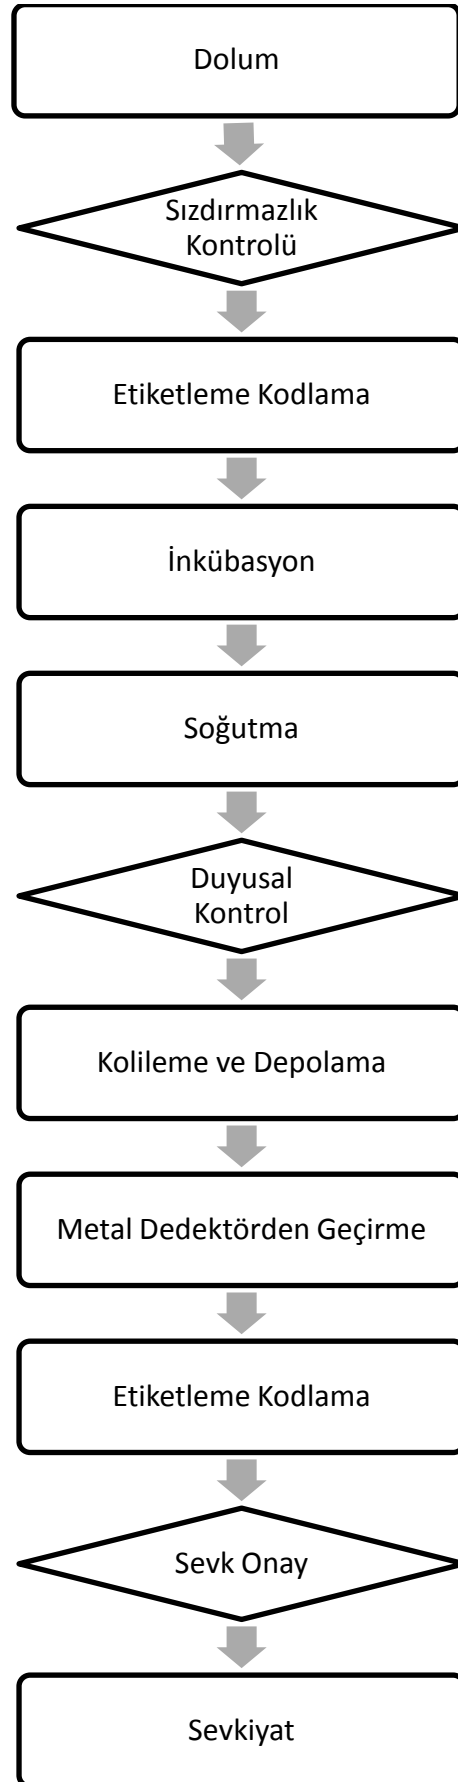 Dolum
Sızdırmazlık
Kontrolü
Etiketleme Kodlama
İnkübasyon
Soğutma
Duyusal
Kontrol
Kolileme ve Depolama
Metal Dedektörden Geçirme
Etiketleme Kodlama
Sevk Onay
Sevkiyat